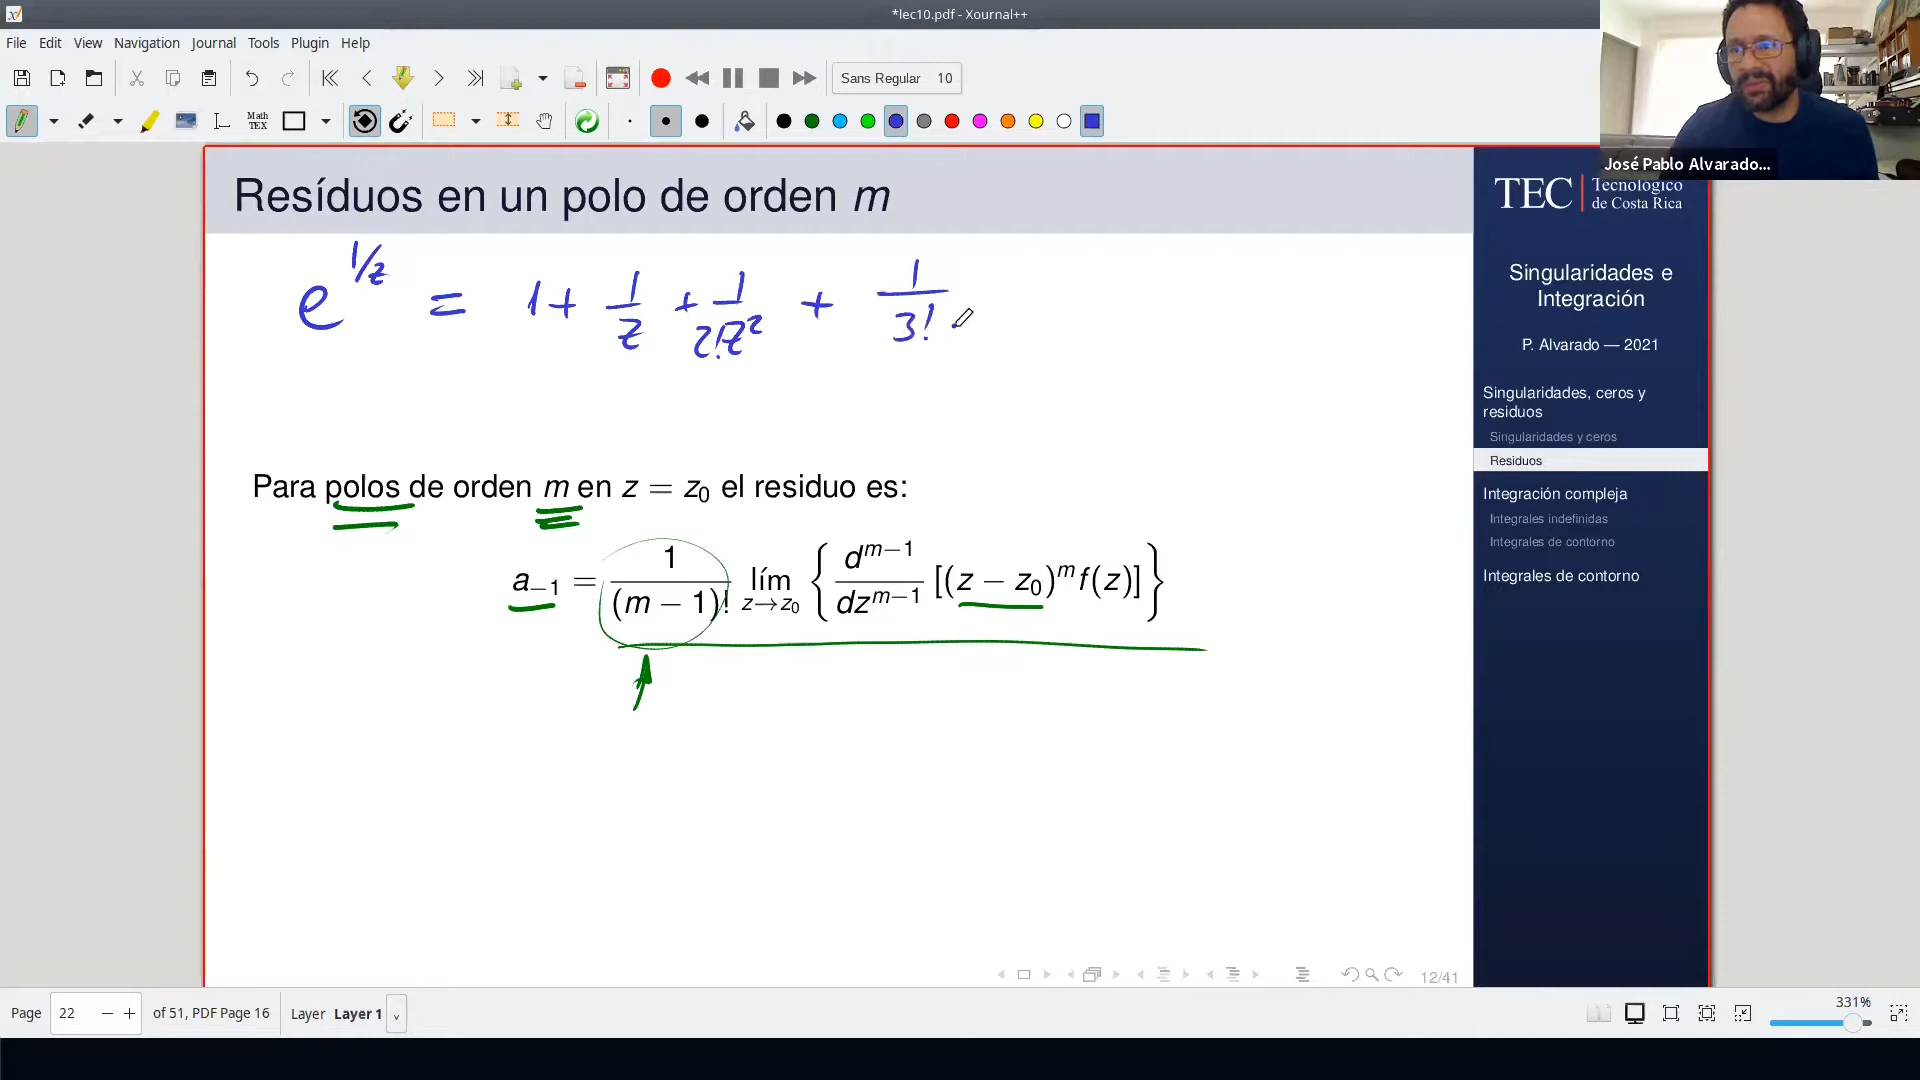 *lec10.pdf - Xournal++
File Edit View Navigation Journal Tools Plugin Help
Sans Regular 10
Math
TEX
José Pablo Alvarado...
Resíduos en un polo de orden m
e^{1/z} = 1 + 1/z + 1/2!z² + 1/3!
Para polos de orden m en z = z₀ el residuo es:
a₋₁ = 1/(m − 1)! lím_{z→z₀} { d^{m−1}/dz^{m−1} [(z − z₀)^m f(z)] }
TEC | Tecnológico
de Costa Rica
Singularidades e
Integración
P. Alvarado — 2021
Singularidades, ceros y
residuos
Singularidades y ceros
Residuos
Integración compleja
Integrales indefinidas
Integrales de contorno
Integrales de contorno
12/41
Page 22 of 51, PDF Page 16 Layer Layer 1 331%